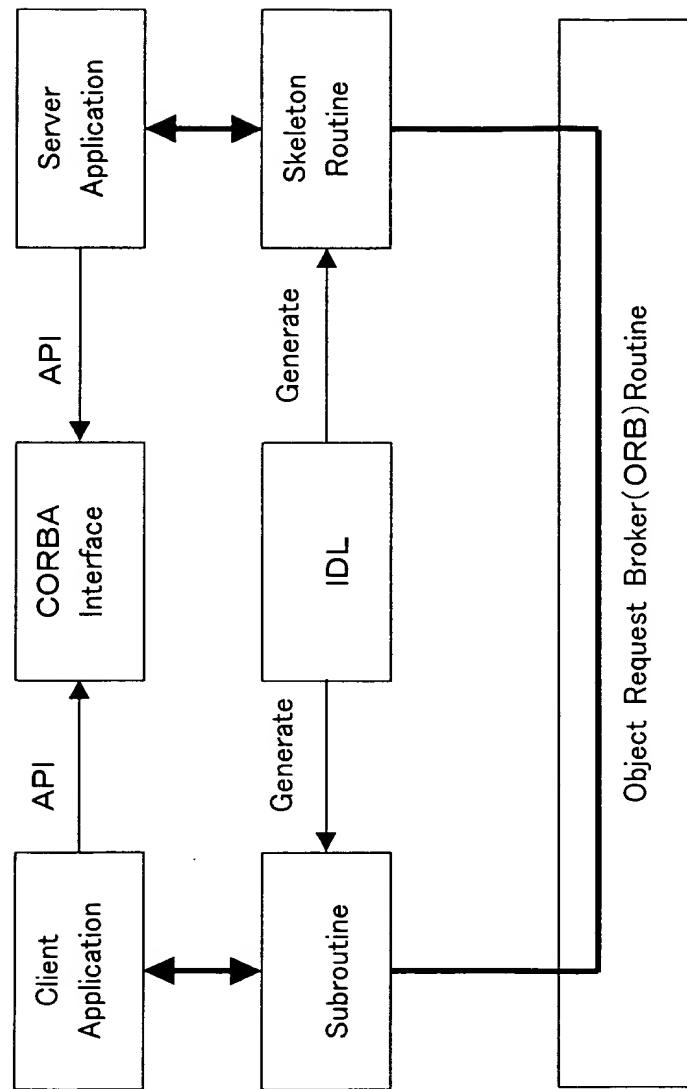 Client
Application
API
CORBA
Interface
API
Server
Application
Subroutine
Generate
IDL
Generate
Skeleton
Routine
Object Request Broker(ORB)Routine